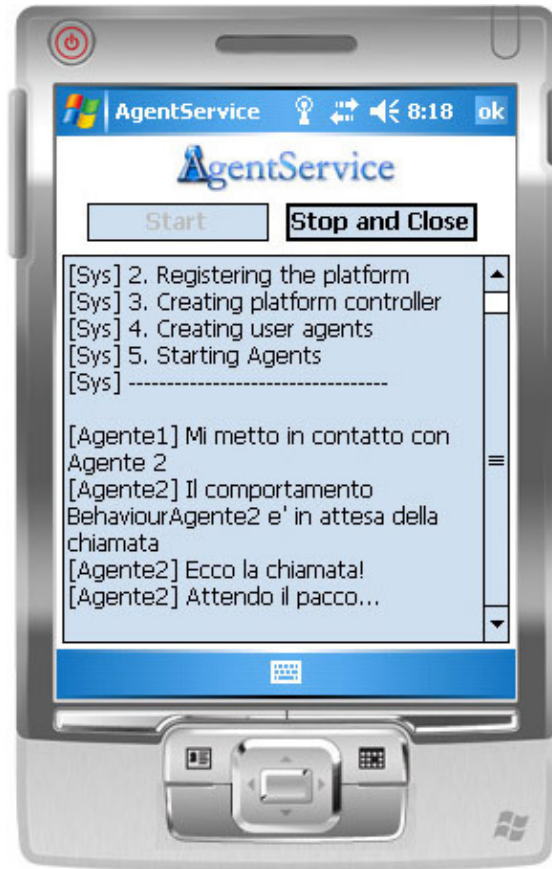 AgentService 8:18 ok
AgentService
Start Stop and Close
[Sys] 2. Registering the platform
[Sys] 3. Creating platform controller
[Sys] 4. Creating user agents
[Sys] 5. Starting Agents
[Sys] ----------------------------------
[Agente1] Mi metto in contatto con
Agente 2
[Agente2] Il comportamento
BehaviourAgente2 e' in attesa della
chiamata
[Agente2] Ecco la chiamata!
[Agente2] Attendo il pacco...